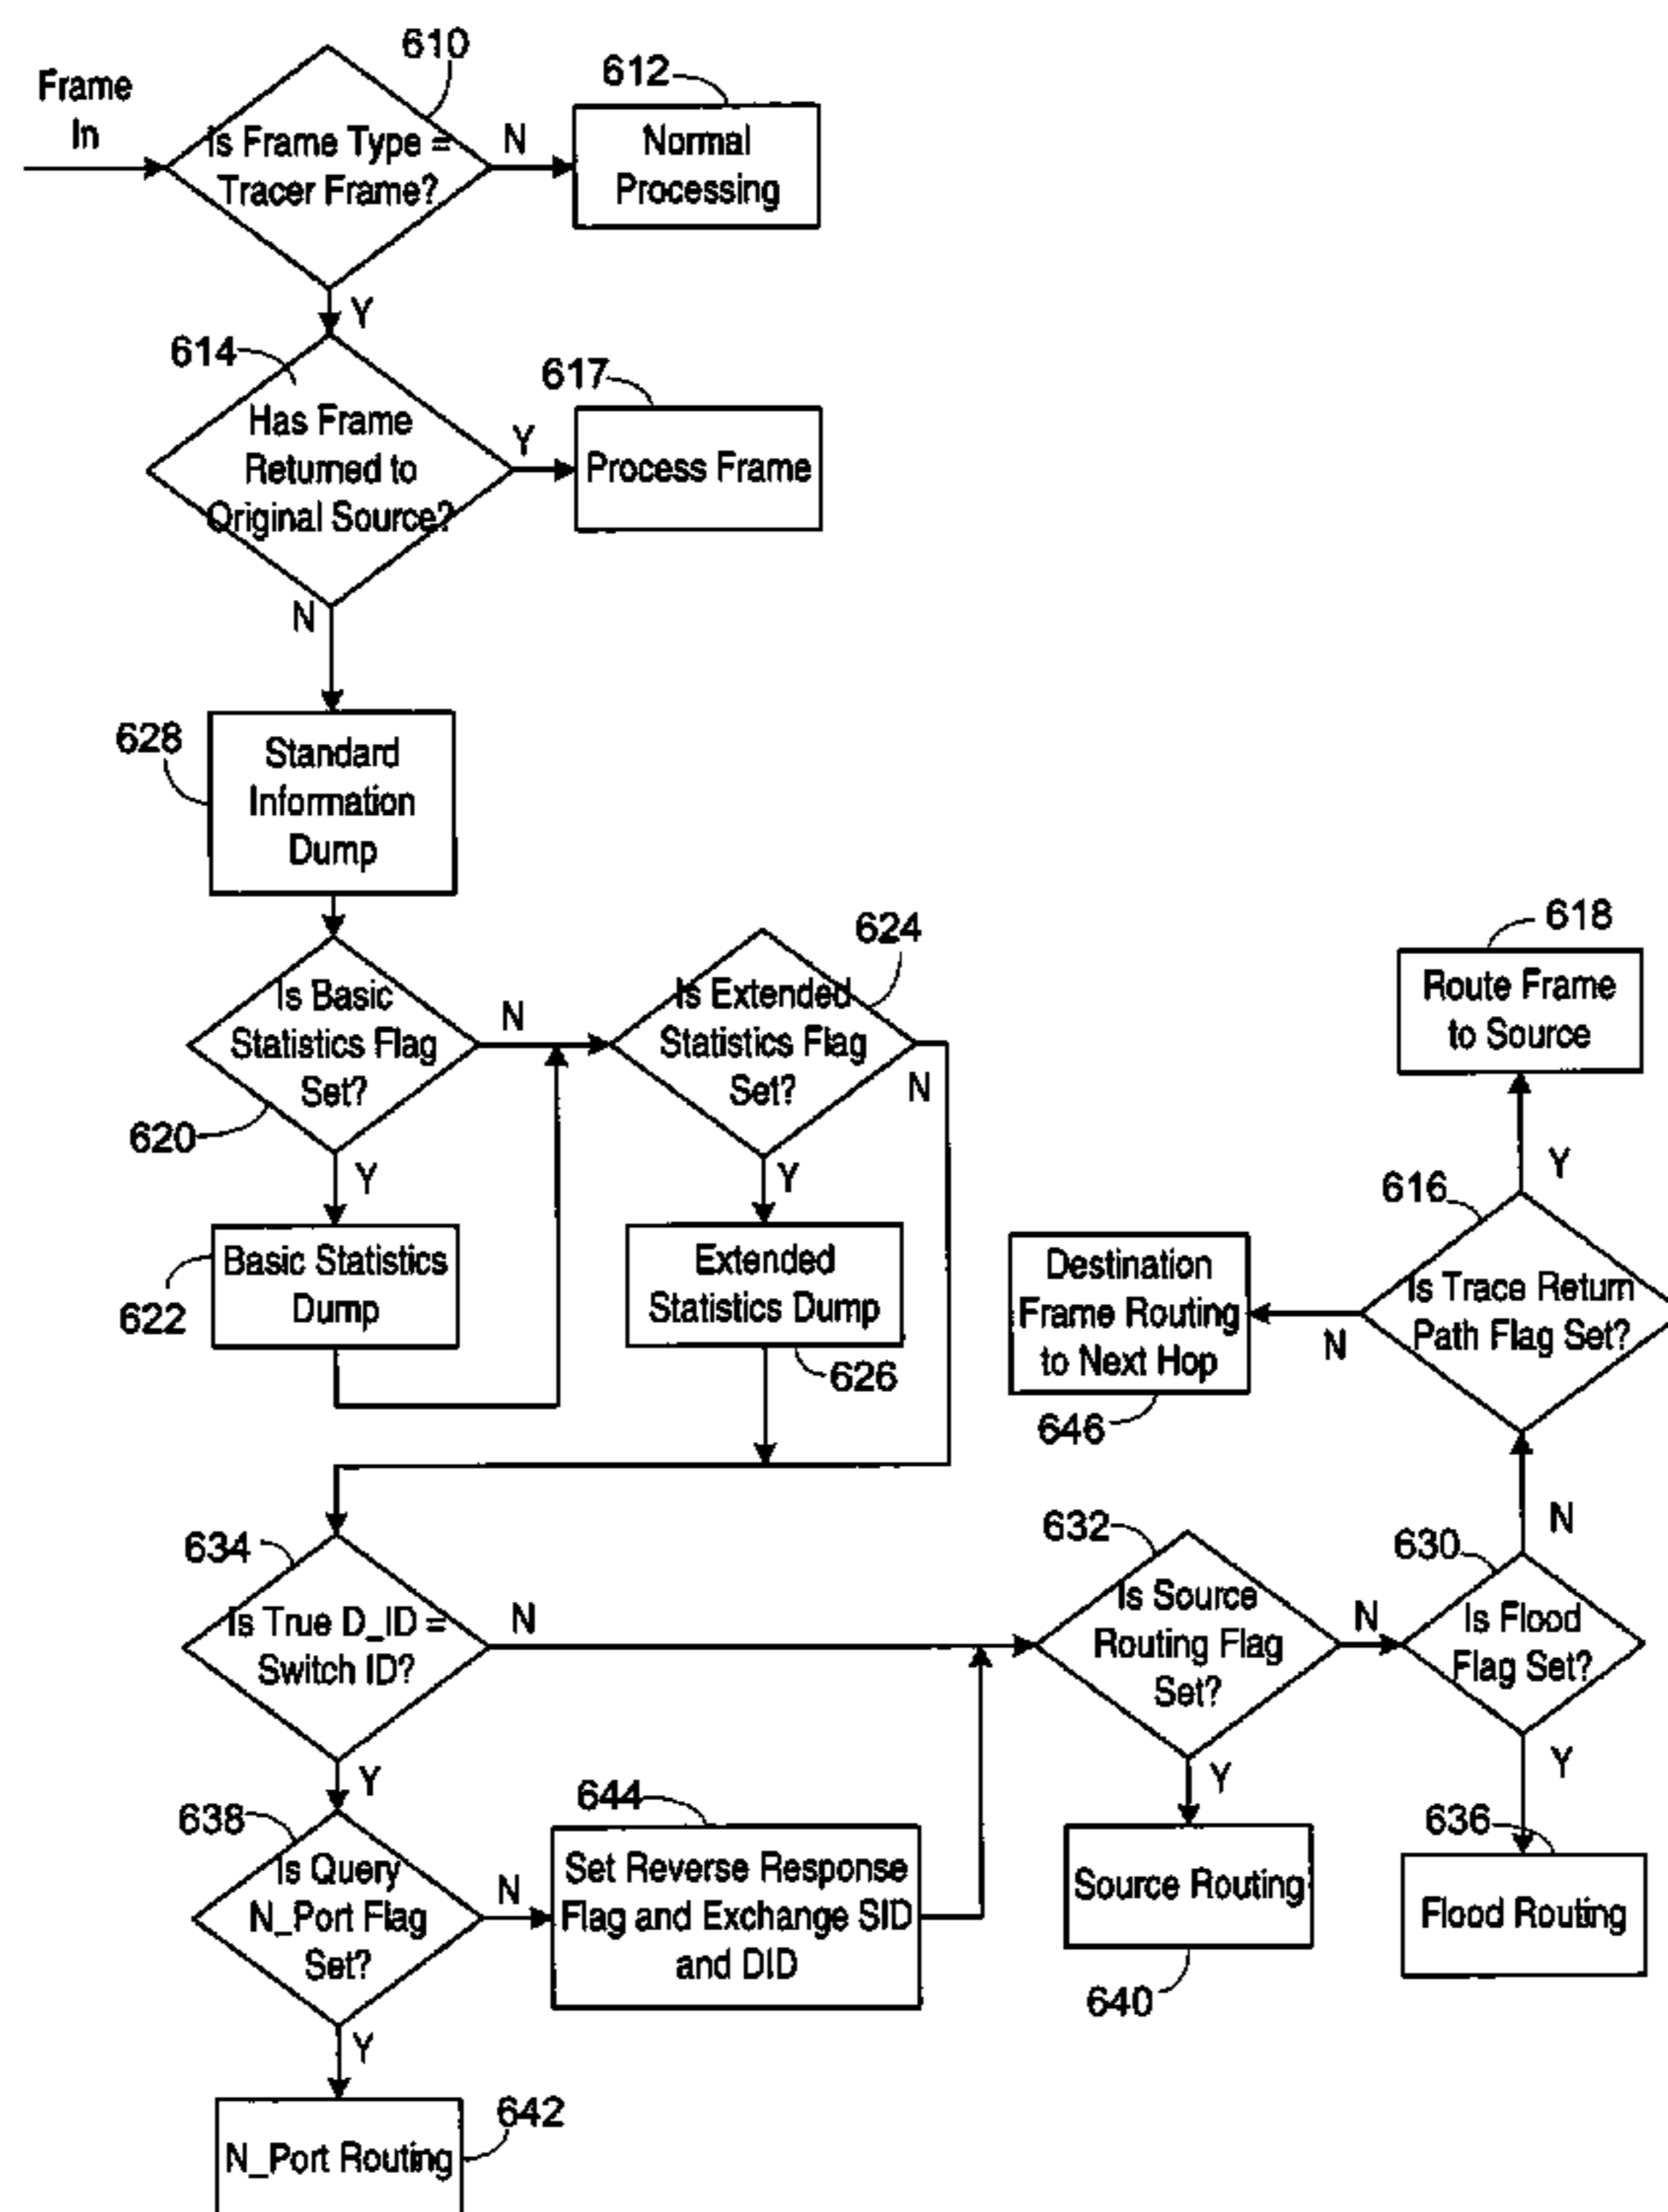 610
Frame
In
Is Frame Type =
Tracer Frame?
N
612
Normal
Processing
Y
614
Has Frame
Returned to
Original Source?
Y
617
Process Frame
N
628
Standard
Information
Dump
Is Basic
Statistics Flag
Set?
620
N
624
Is Extended
Statistics Flag
Set?
N
Y
Basic Statistics
Dump
622
Y
Extended
Statistics Dump
626
618
Route Frame
to Source
Y
616
Is Trace Return
Path Flag Set?
N
Destination
Frame Routing
to Next Hop
646
N
634
Is True D_ID =
Switch ID?
N
632
Is Source
Routing Flag
Set?
N
630
Is Flood
Flag Set?
Y
638
Is Query
N_Port Flag
Set?
N
644
Set Reverse Response
Flag and Exchange SID
and DID
Y
Source Routing
640
Y
636
Flood Routing
Y
642
N_Port Routing